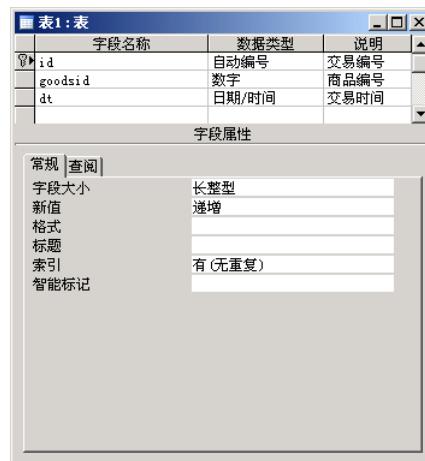 表1:表
字段名称 数据类型 说明
id 自动编号 交易编号
goodsid 数字 商品编号
dt 日期/时间 交易时间
字段属性
常规 查阅
字段大小 长整型
新值 递增
格式
标题
索引 有(无重复)
智能标记